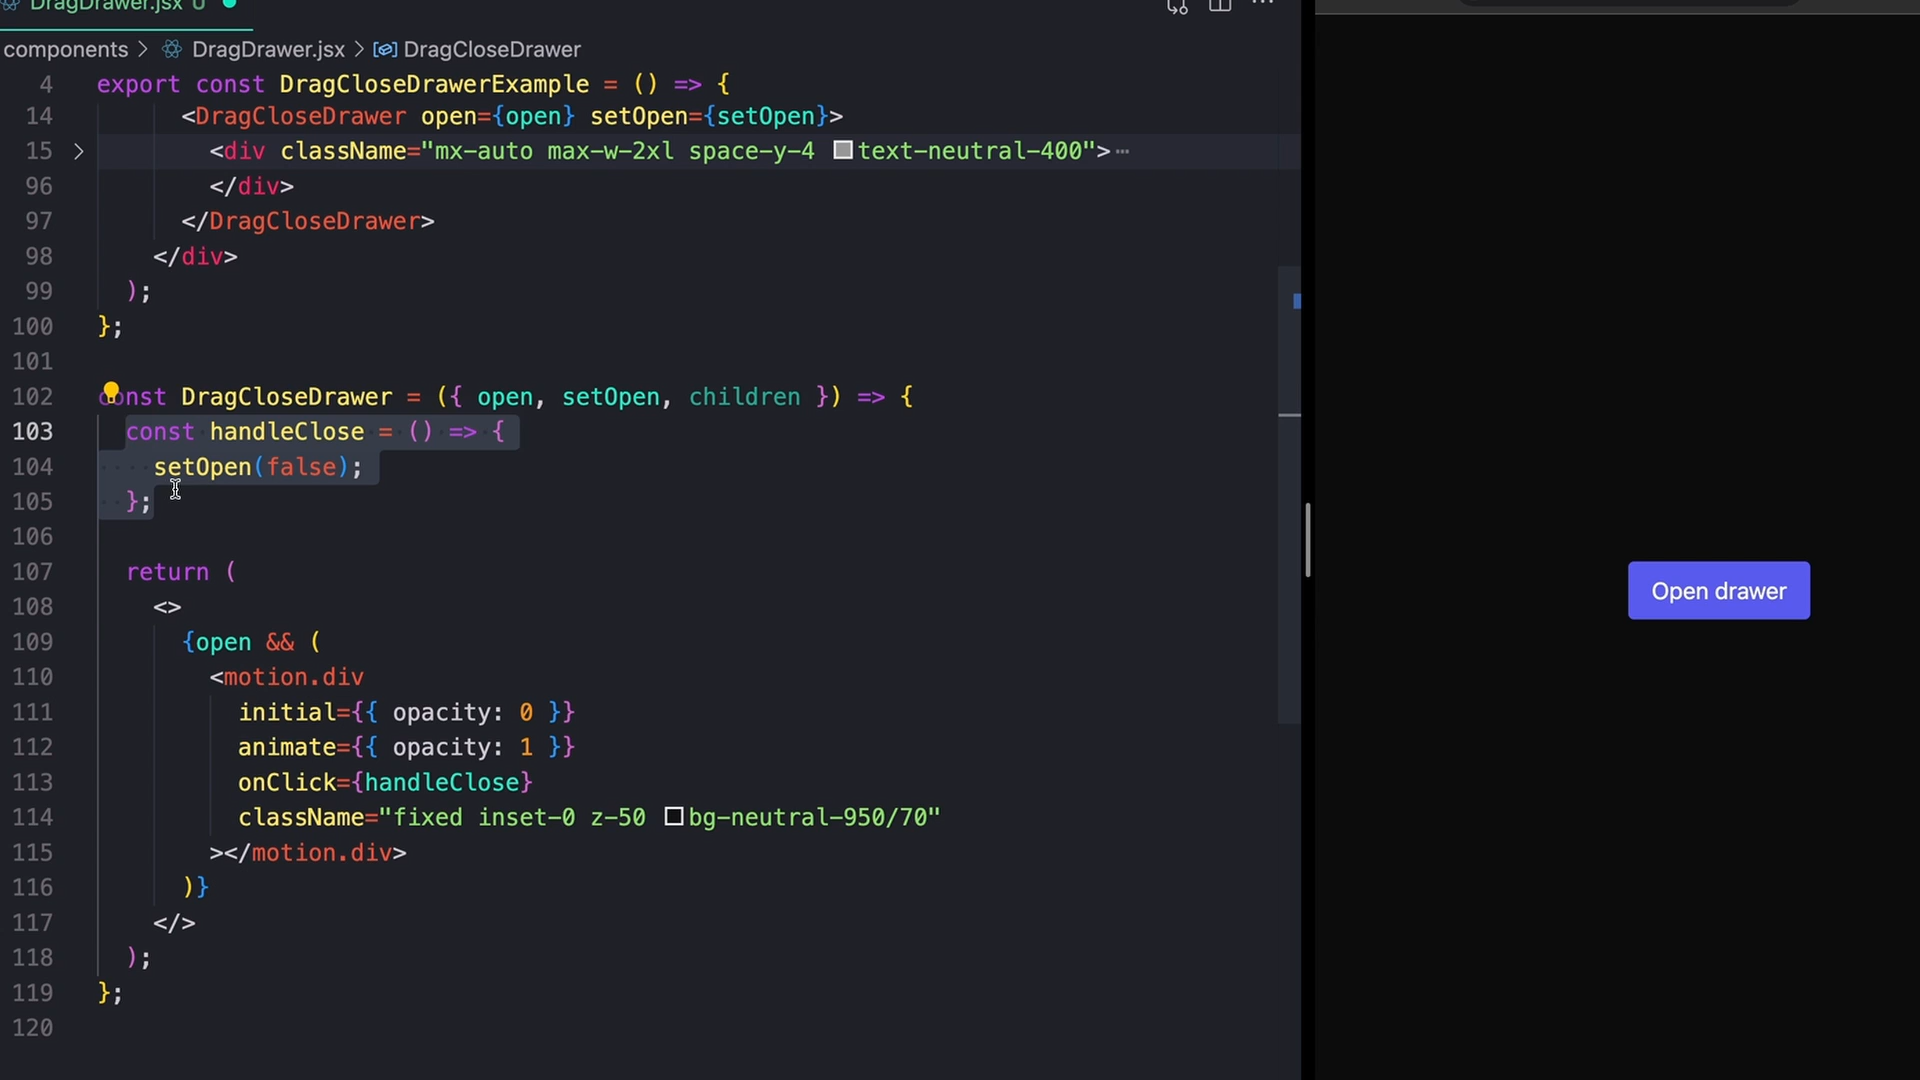 DragDrawer.jsx U
components > DragDrawer.jsx > DragCloseDrawer
4 export const DragCloseDrawerExample = () => {
14 <DragCloseDrawer open={open} setOpen={setOpen}>
15 <div className="mx-auto max-w-2xl space-y-4 text-neutral-400"> ⋯
96 </div>
97 </DragCloseDrawer>
98 </div>
99 );
100 };
101
102 const DragCloseDrawer = ({ open, setOpen, children }) => {
103 const handleClose = () => {
104 setOpen(false);
105 };
106
107 return (
108 <>
109 {open && (
110 <motion.div
111 initial={{ opacity: 0 }}
112 animate={{ opacity: 1 }}
113 onClick={handleClose}
114 className="fixed inset-0 z-50 bg-neutral-950/70"
115 ></motion.div>
116 )}
117 </>
118 );
119 };
120
Open drawer